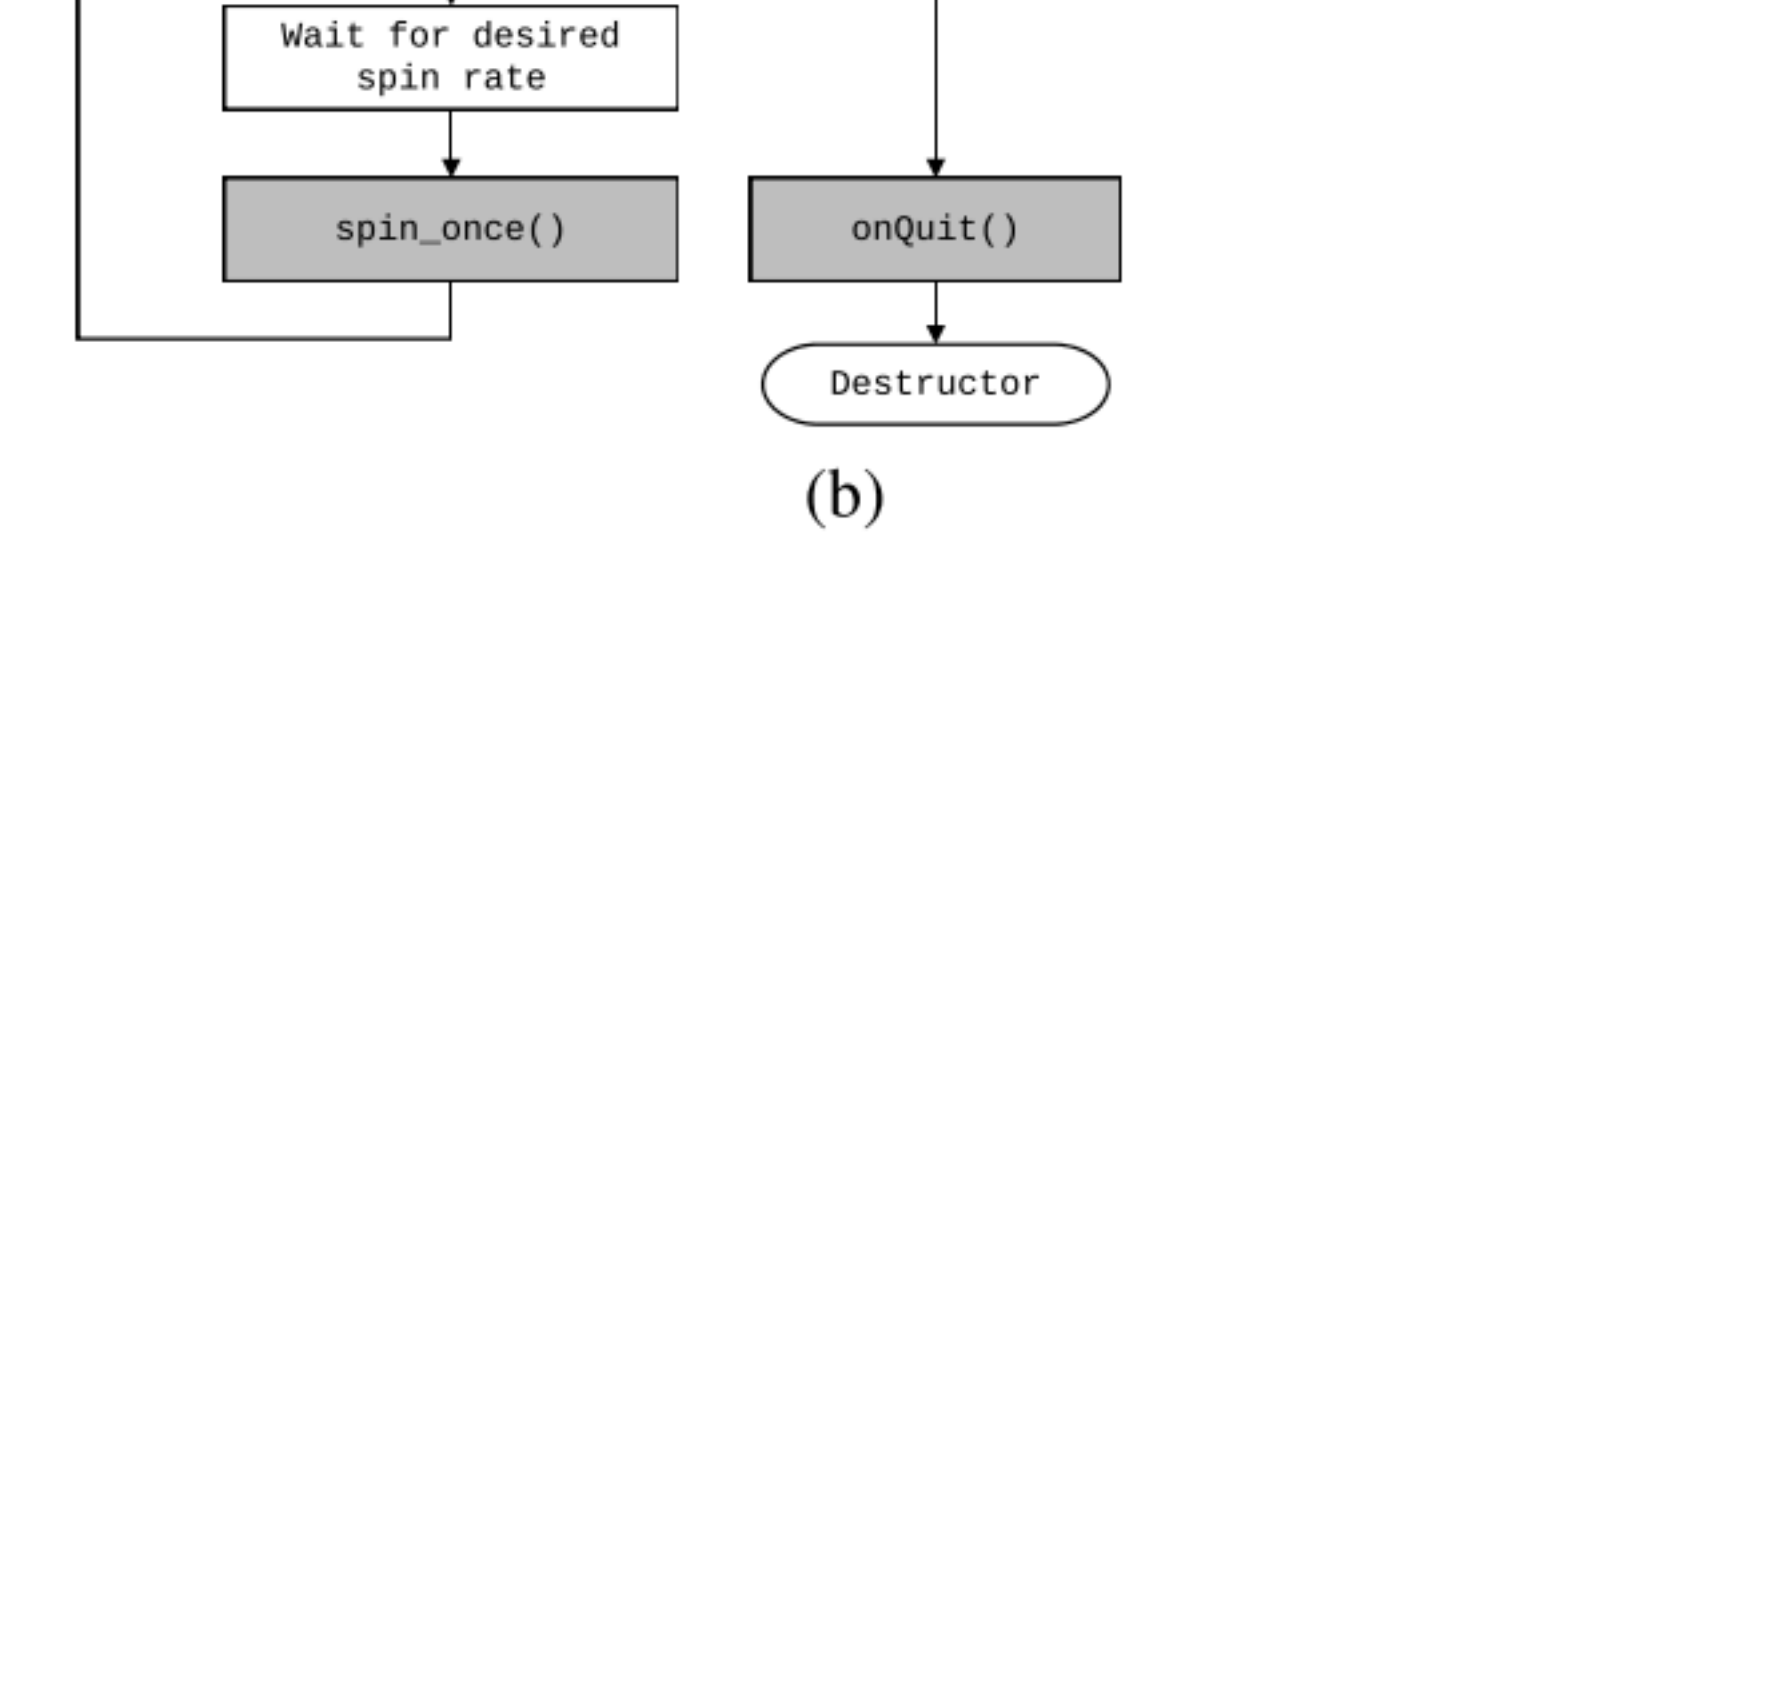 Wait for desired
spin rate
spin_once()
onQuit()
Destructor
(b)